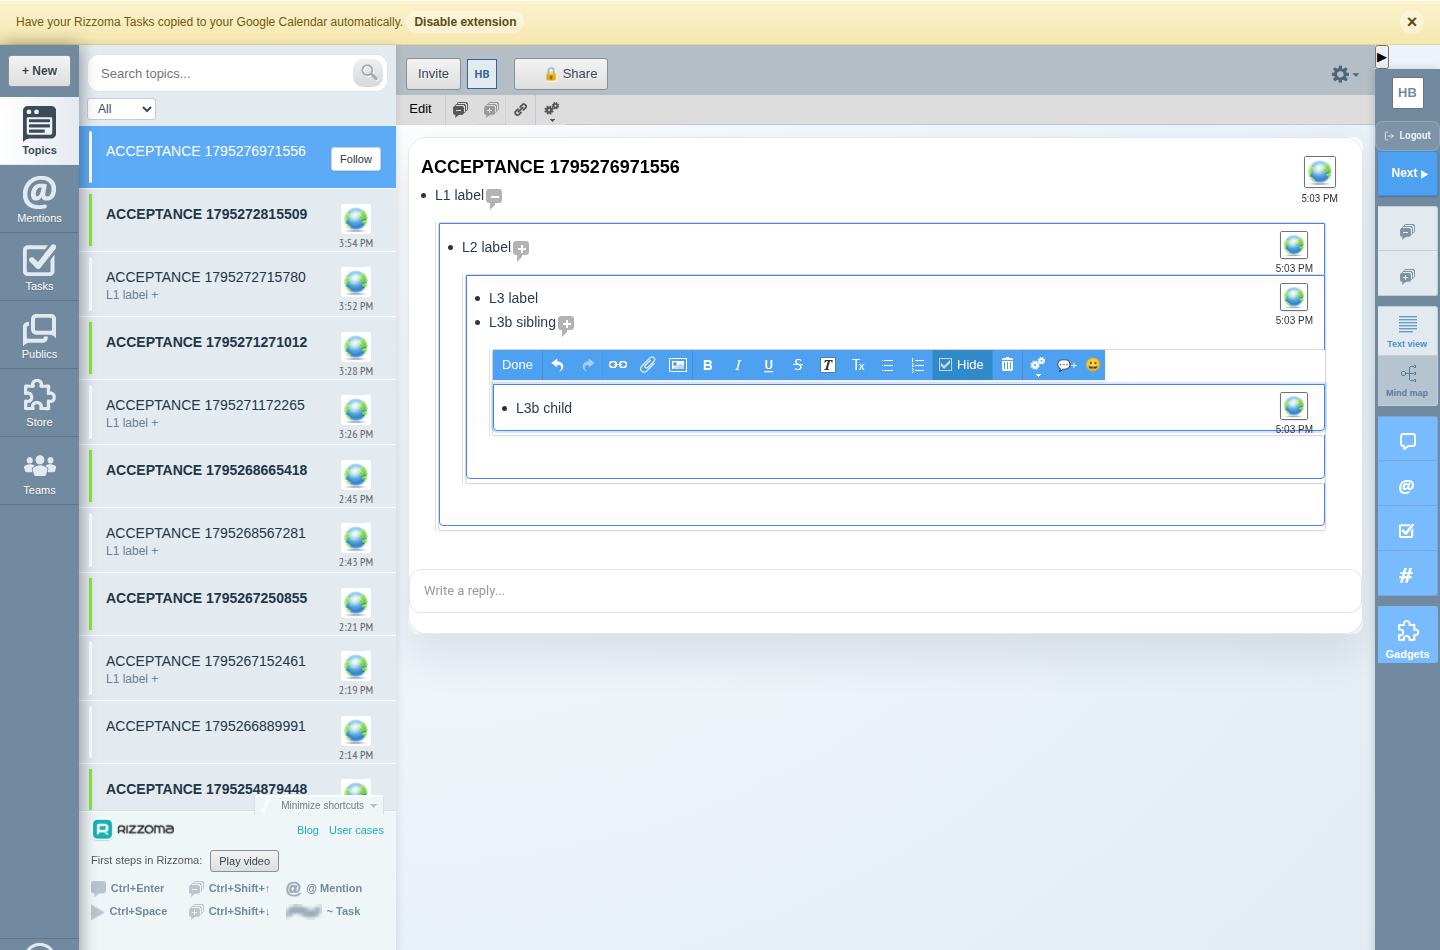 Have your Rizzoma Tasks copied to your Google Calendar automatically. Disable extension ×
+ New
Topics
Mentions
Tasks
Publics
Store
Teams
Search topics...
All
ACCEPTANCE 1795276971556
Follow
ACCEPTANCE 1795272815509
3:54 PM
ACCEPTANCE 1795272715780
L1 label +
3:52 PM
ACCEPTANCE 1795271271012
3:28 PM
ACCEPTANCE 1795271172265
L1 label +
3:26 PM
ACCEPTANCE 1795268665418
2:45 PM
ACCEPTANCE 1795268567281
L1 label +
2:43 PM
ACCEPTANCE 1795267250855
2:21 PM
ACCEPTANCE 1795267152461
L1 label +
2:19 PM
ACCEPTANCE 1795266889991
2:14 PM
ACCEPTANCE 1795254879448
Minimize shortcuts
RIZZOMA
Blog User cases
First steps in Rizzoma: Play video
Ctrl+Enter Ctrl+Shift+↑ @ Mention
Ctrl+Space Ctrl+Shift+↓ ~ Task
Invite HB Share
Edit
ACCEPTANCE 1795276971556
5:03 PM
L1 label
L2 label
5:03 PM
L3 label
L3b sibling
5:03 PM
Done B I U S T Tx Hide
L3b child
5:03 PM
Write a reply...
HB
Logout
Next ▶
Text view
Mind map
@
#
Gadgets